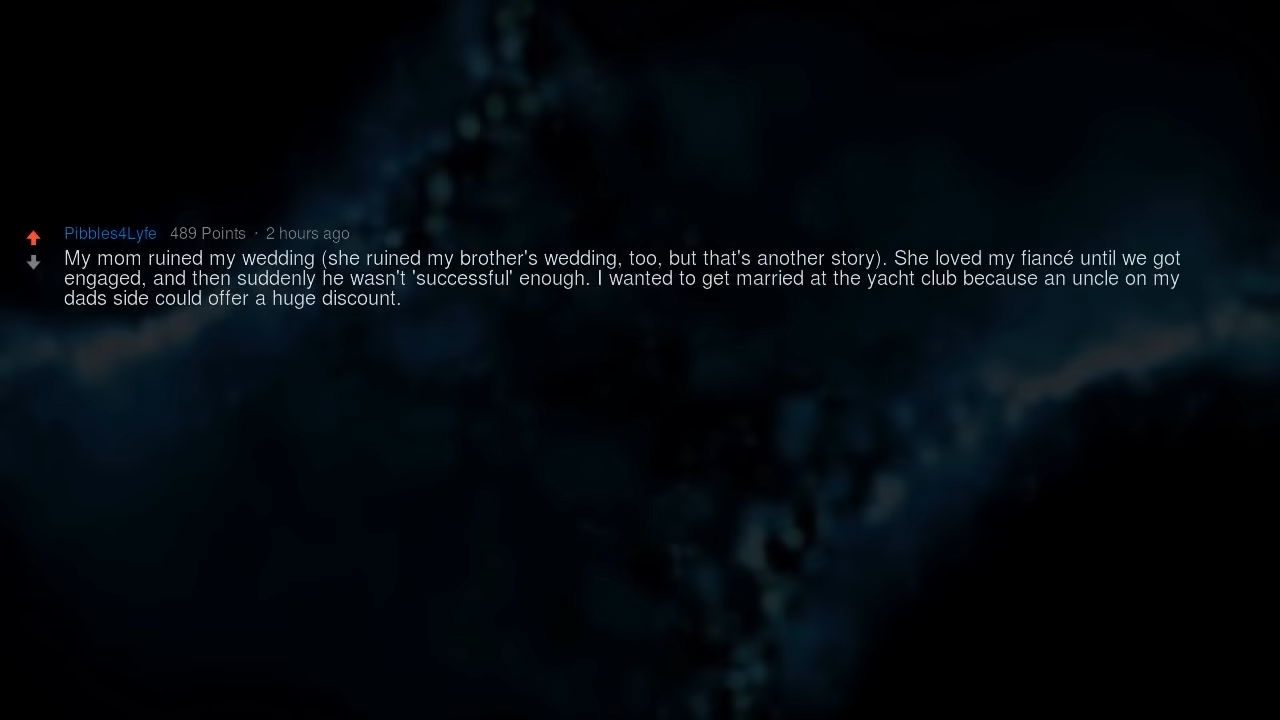 Pibbles4Lyfe 489 Points · 2 hours ago
My mom ruined my wedding (she ruined my brother's wedding, too, but that's another story). She loved my fiancé until we got
engaged, and then suddenly he wasn't 'successful' enough. I wanted to get married at the yacht club because an uncle on my
dads side could offer a huge discount.